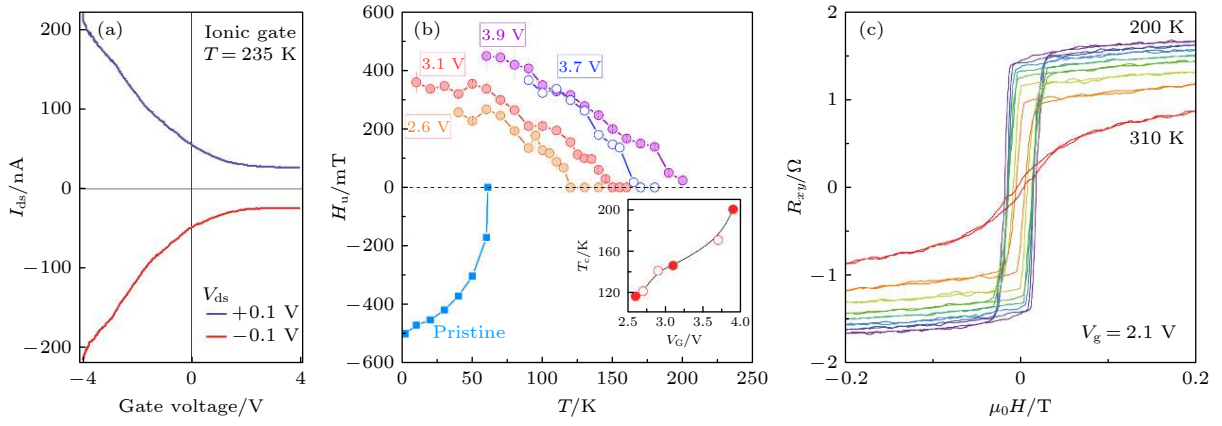 (a)
Ionic gate
T = 235 K
200
100
0
−100
−200
I_ds/nA
V_ds
+0.1 V
−0.1 V
−4
0
4
Gate voltage/V
(b)
3.9 V
3.7 V
3.1 V
2.6 V
Pristine
600
400
200
0
−200
−400
−600
H_u/mT
0
50
100
150
200
250
T/K
200
160
120
T_c/K
2.5
3.0
3.5
4.0
V_G/V
(c)
200 K
310 K
V_g = 2.1 V
2
1
0
−1
−2
R_xy/Ω
−0.2
0
0.2
μ₀H/T